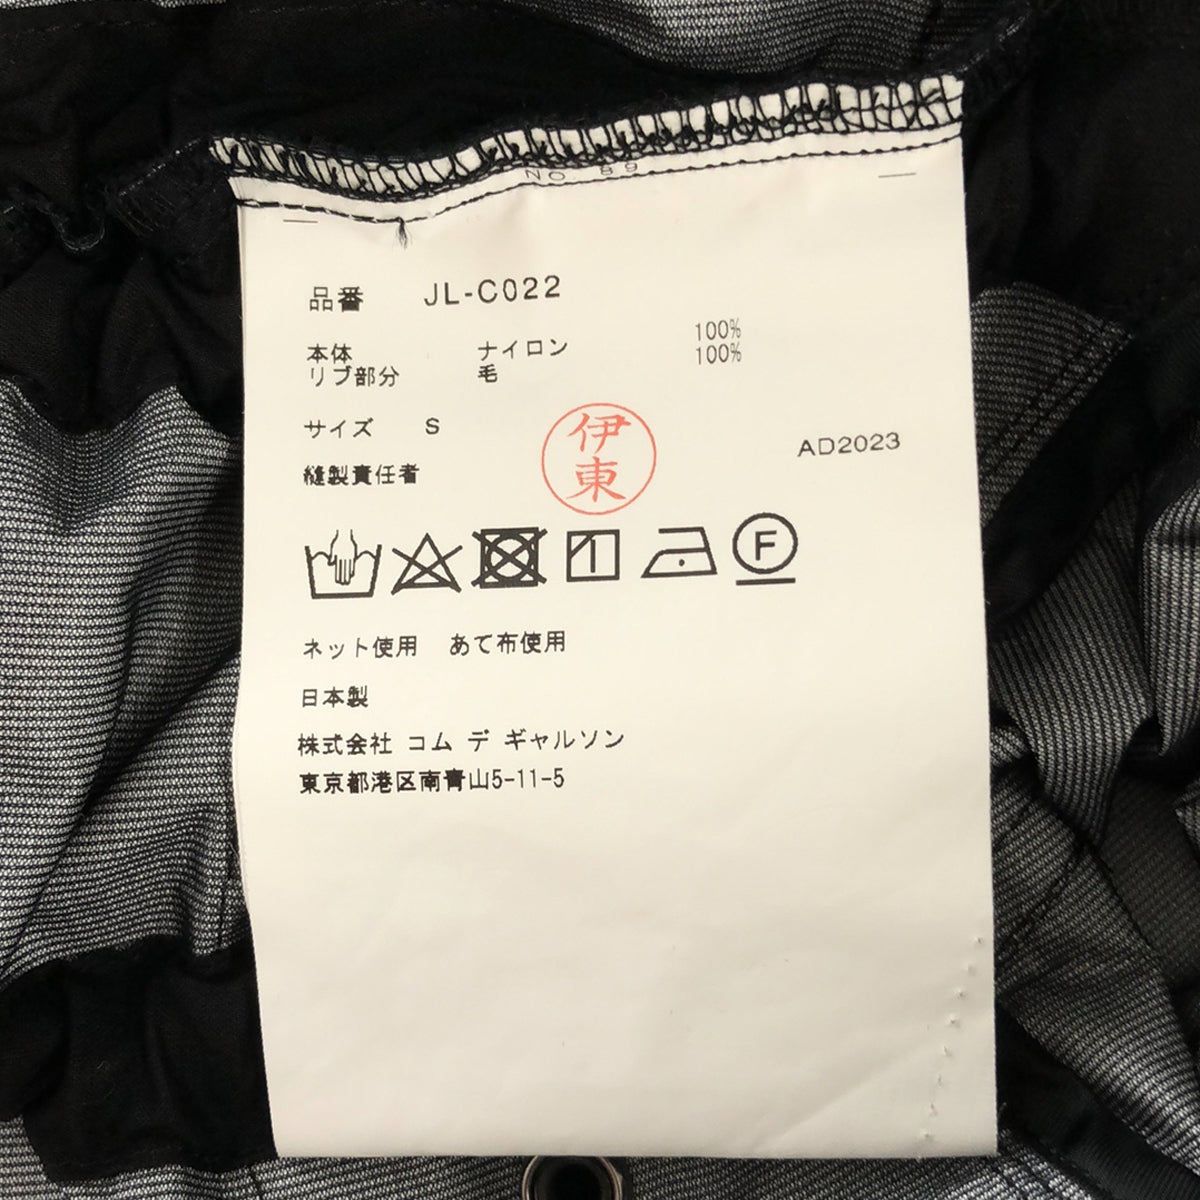 NO. 89
品番 JL-C022
本体 ナイロン 100%
リブ部分 毛 100%
サイズ S
伊東
AD2023
縫製責任者
F
ネット使用 あて布使用
日本製
株式会社 コム デ ギャルソン
東京都港区南青山5-11-5